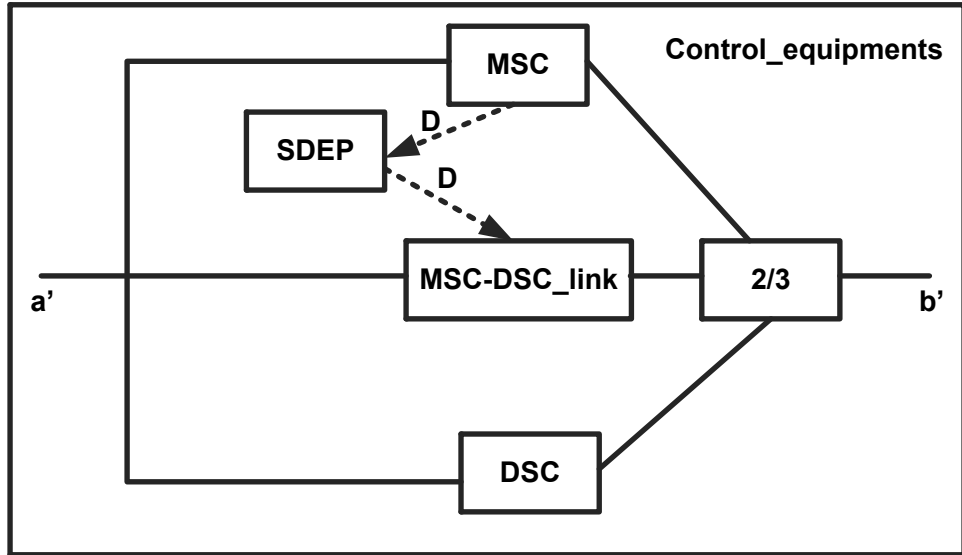 Control_equipments
MSC
D
SDEP
D
MSC-DSC_link
2/3
a’
b’
DSC